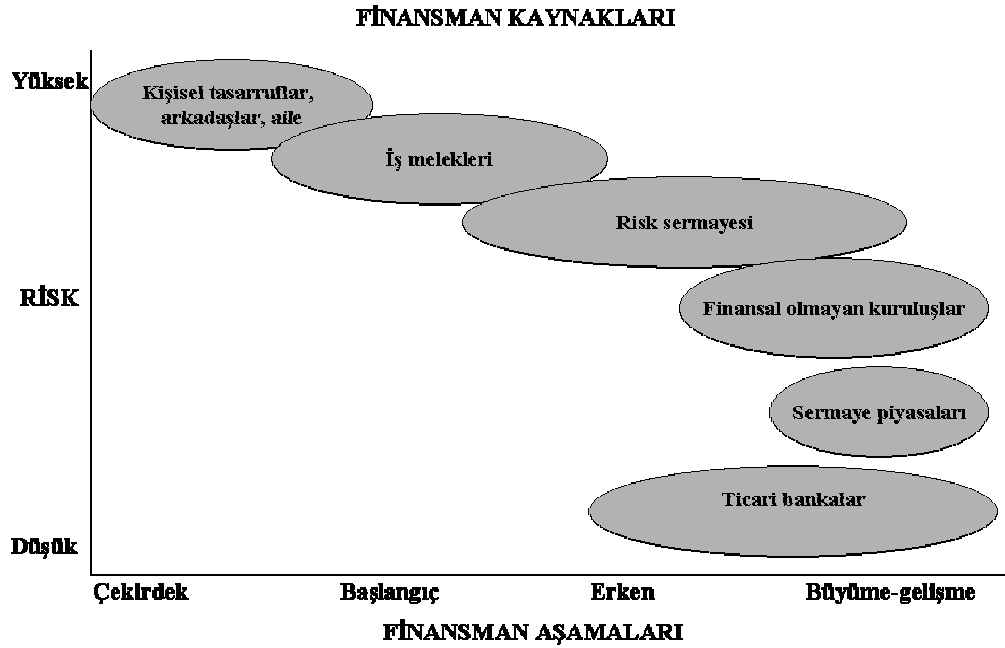 FİNANSMAN KAYNAKLARI
Yüksek
Kişisel tasarruflar,
arkadaşlar, aile
İş melekleri
Risk sermayesi
RİSK
Finansal olmayan kuruluşlar
Sermaye piyasaları
Ticari bankalar
Düşük
Çekirdek
Başlangıç
Erken
Büyüme-gelişme
FİNANSMAN AŞAMALARI